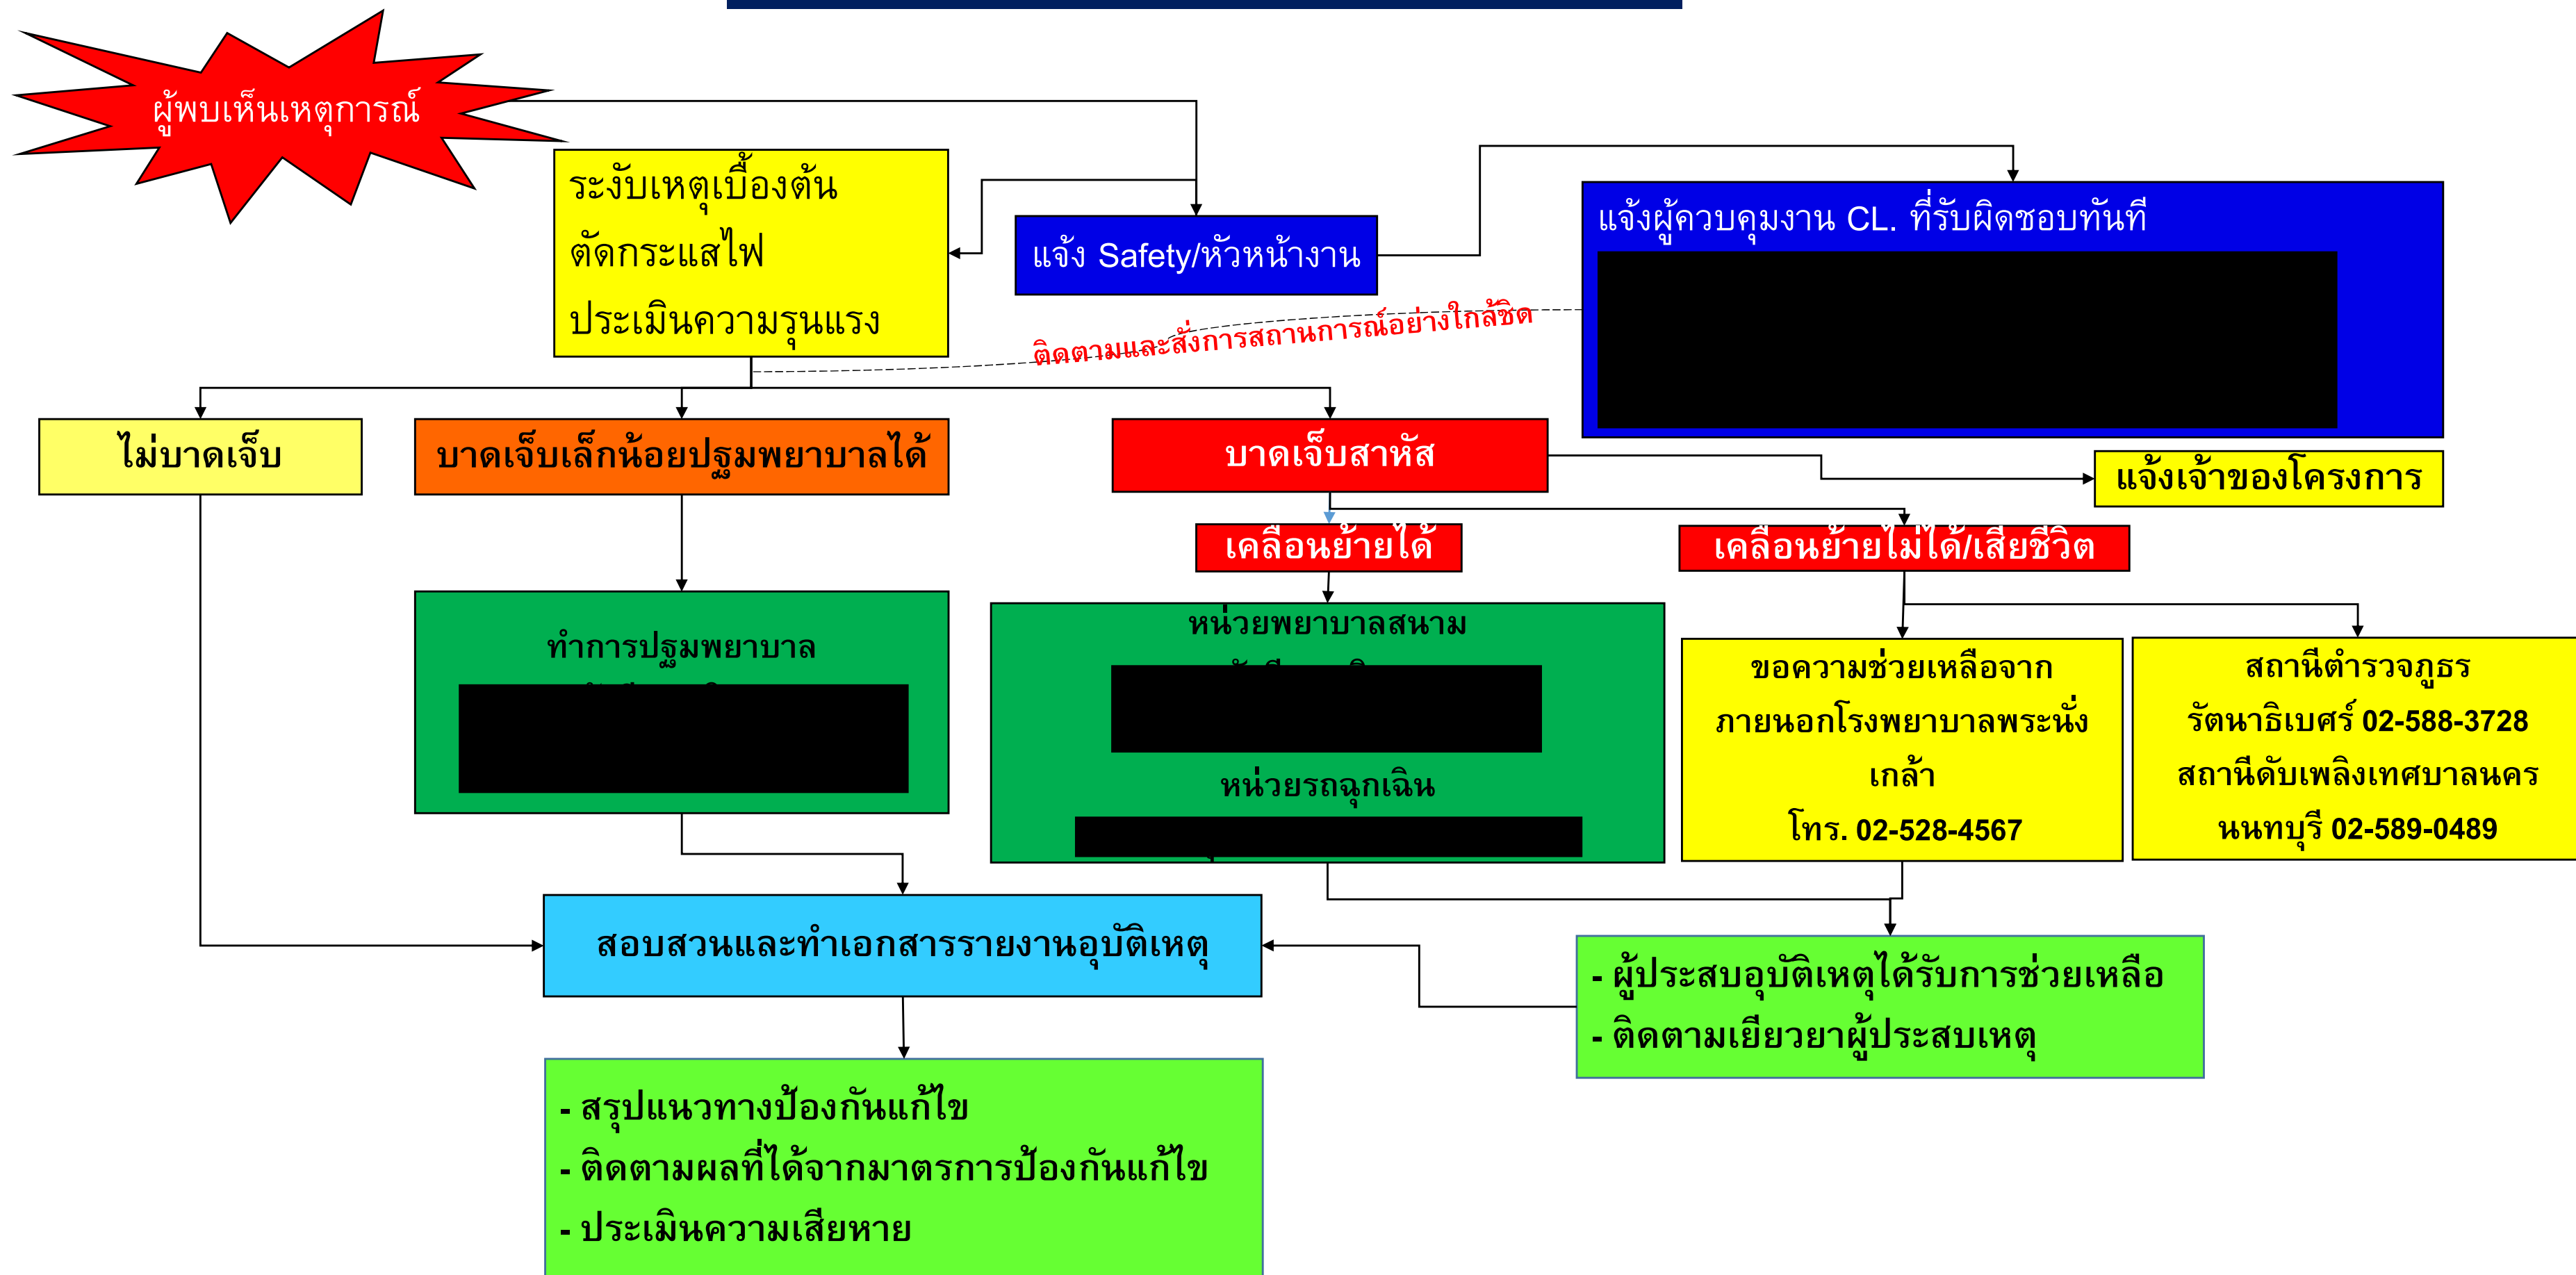 ผู้พบเห็นเหตุการณ์
ระงับเหตุเบื้องต้น
ตัดกระแสไฟ
ประเมินความรุนแรง
แจ้ง Safety/หัวหน้างาน
แจ้งผู้ควบคุมงาน CL. ที่รับผิดชอบทันที
ติดตามและสั่งการสถานการณ์อย่างใกล้ชิด
ไม่บาดเจ็บ
บาดเจ็บเล็กน้อยปฐมพยาบาลได้
บาดเจ็บสาหัส
แจ้งเจ้าของโครงการ
เคลื่อนย้ายได้
เคลื่อนย้ายไม่ได้/เสียชีวิต
ทำการปฐมพยาบาล
หน่วยพยาบาลสนาม
หน่วยรถฉุกเฉิน
ขอความช่วยเหลือจาก
ภายนอกโรงพยาบาลพระนั่ง
เกล้า
โทร. 02-528-4567
สถานีตำรวจภูธร
รัตนาธิเบศร์ 02-588-3728
สถานีดับเพลิงเทศบาลนคร
นนทบุรี 02-589-0489
สอบสวนและทำเอกสารรายงานอุบัติเหตุ
- ผู้ประสบอุบัติเหตุได้รับการช่วยเหลือ
- ติดตามเยียวยาผู้ประสบเหตุ
- สรุปแนวทางป้องกันแก้ไข
- ติดตามผลที่ได้จากมาตรการป้องกันแก้ไข
- ประเมินความเสียหาย